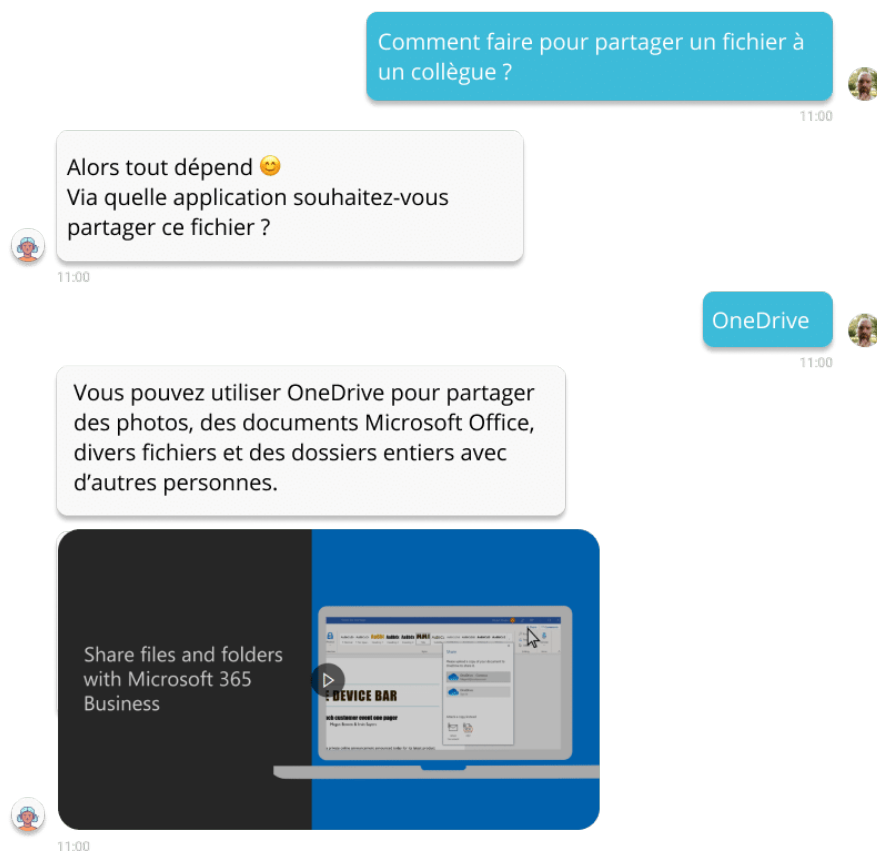 Comment faire pour partager un fichier à
un collègue ?
11:00
Alors tout dépend 😊
Via quelle application souhaitez-vous
partager ce fichier ?
11:00
OneDrive
11:00
Vous pouvez utiliser OneDrive pour partager
des photos, des documents Microsoft Office,
divers fichiers et des dossiers entiers avec
d’autres personnes.
Share files and folders
with Microsoft 365
Business
DEVICE BAR
Share
11:00